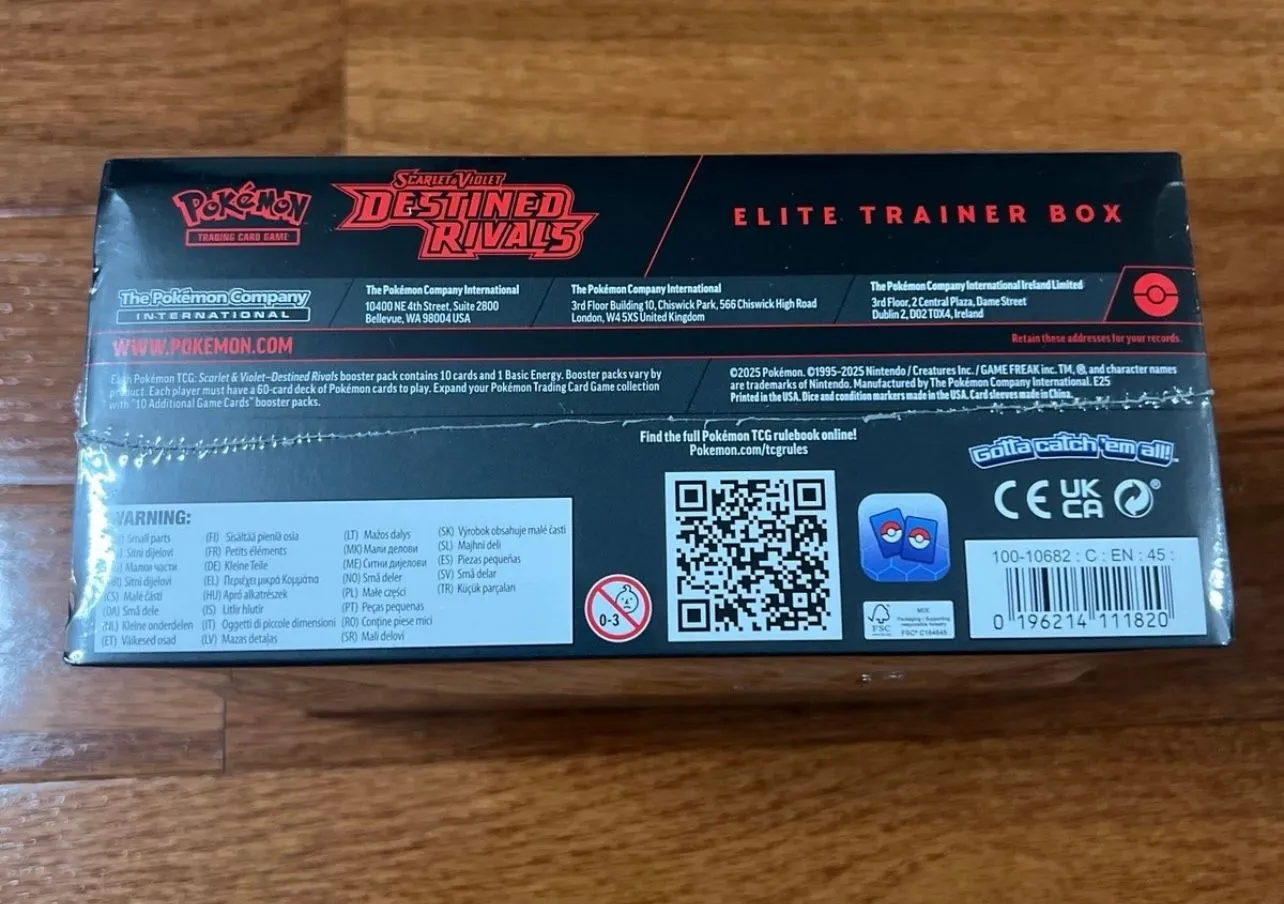 POKéMON
TRADING CARD GAME
SCARLET & VIOLET
DESTINED
RIVALS
ELITE TRAINER BOX
The Pokémon Company
INTERNATIONAL
The Pokémon Company International
10400 NE 4th Street, Suite 2800
Bellevue, WA 98004 USA
The Pokémon Company International
3rd Floor Building 10, Chiswick Park, 566 Chiswick High Road
London, W4 5XS United Kingdom
The Pokémon Company International Ireland Limited
3rd Floor, 2 Central Plaza, Dame Street
Dublin 2, D02 T0X4, Ireland
WWW.POKEMON.COM
Retain these addresses for your records.
Each Pokémon TCG: Scarlet & Violet–Destined Rivals booster pack contains 10 cards and 1 Basic Energy. Booster packs vary by
product. Each player must have a 60-card deck of Pokémon cards to play. Expand your Pokémon Trading Card Game collection
with "10 Additional Game Cards" booster packs.
©2025 Pokémon. ©1995-2025 Nintendo / Creatures Inc. / GAME FREAK inc. TM, ®, and character names
are trademarks of Nintendo. Manufactured by The Pokémon Company International. E25
Printed in the USA. Dice and condition markers made in the USA. Card sleeves made in China.
Find the full Pokémon TCG rulebook online!
Pokemon.com/tcgrules
Gotta catch 'em all!
CE UK
CA
WARNING:
Small parts
Sitni dijelovi
Малки части
Sitni dijelovi
(CS) Malé části
(DA) Små dele
(NL) Kleine onderdelen
(ET) Väikesed osad
(FI) Sisältää pieniä osia
(FR) Petits éléments
(DE) Kleine Teile
(EL) Περιέχει μικρά Κομμάτια
(HU) Apró alkatrészek
(IS) Litlir hlutir
(IT) Oggetti di piccole dimensioni
(LV) Mazas detaļas
(LT) Mažos dalys
(MK) Мали делови
(ME) Ситни дијелови
(NO) Små deler
(PL) Małe części
(PT) Peças pequenas
(RO) Conține piese mici
(SR) Mali delovi
(SK) Výrobok obsahuje malé časti
(SL) Majhni deli
(ES) Piezas pequeñas
(SV) Små delar
(TR) Küçük parçaları
0-3
FSC
MIX
Packaging | Supporting
responsible forestry
FSC® C164645
100-10682 : C : EN : 45 :
0 196214 111820